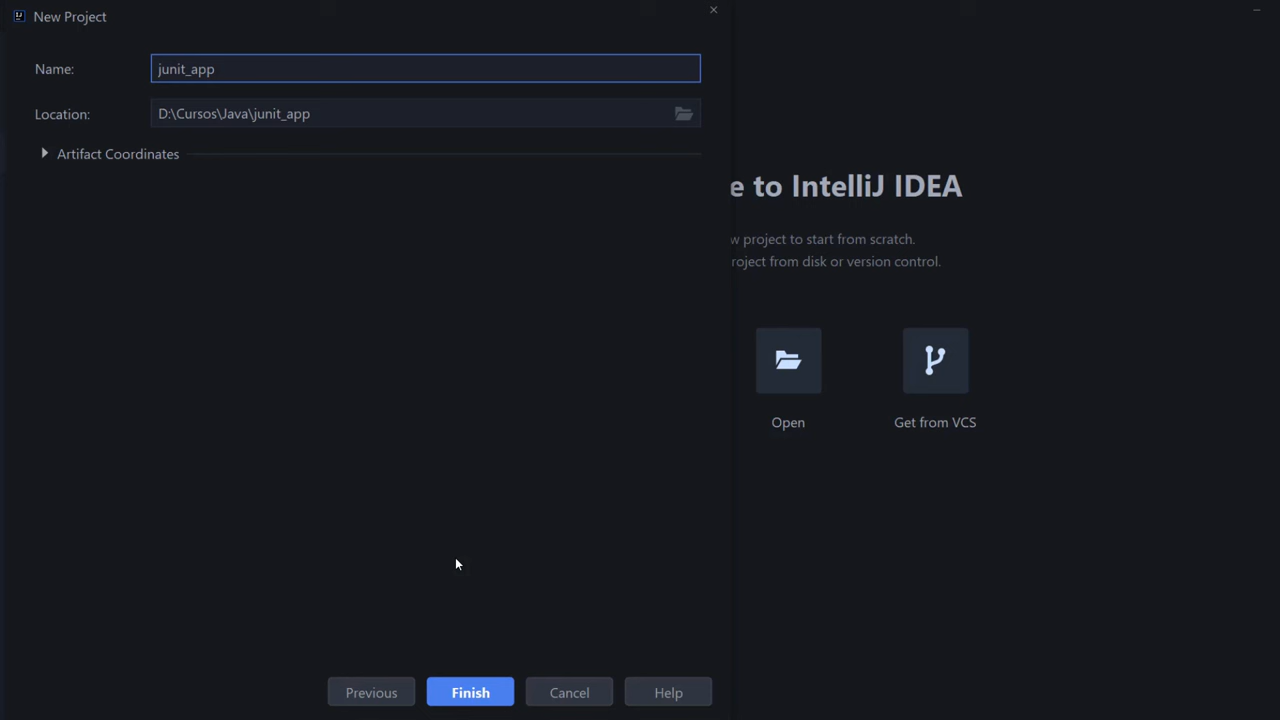 New Project
Name:
junit_app
Location:
D:\Cursos\Java\junit_app
Artifact Coordinates
e to IntelliJ IDEA
w project to start from scratch.
roject from disk or version control.
Open
Get from VCS
Previous
Finish
Cancel
Help